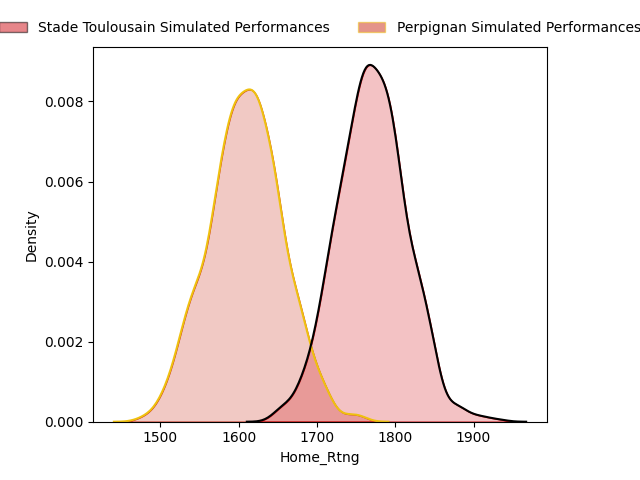 Stade Toulousain Simulated Performances
Perpignan Simulated Performances
0.008
0.006
0.004
0.002
0.000
Density
1500 1600 1700 1800 1900
Home_Rtng